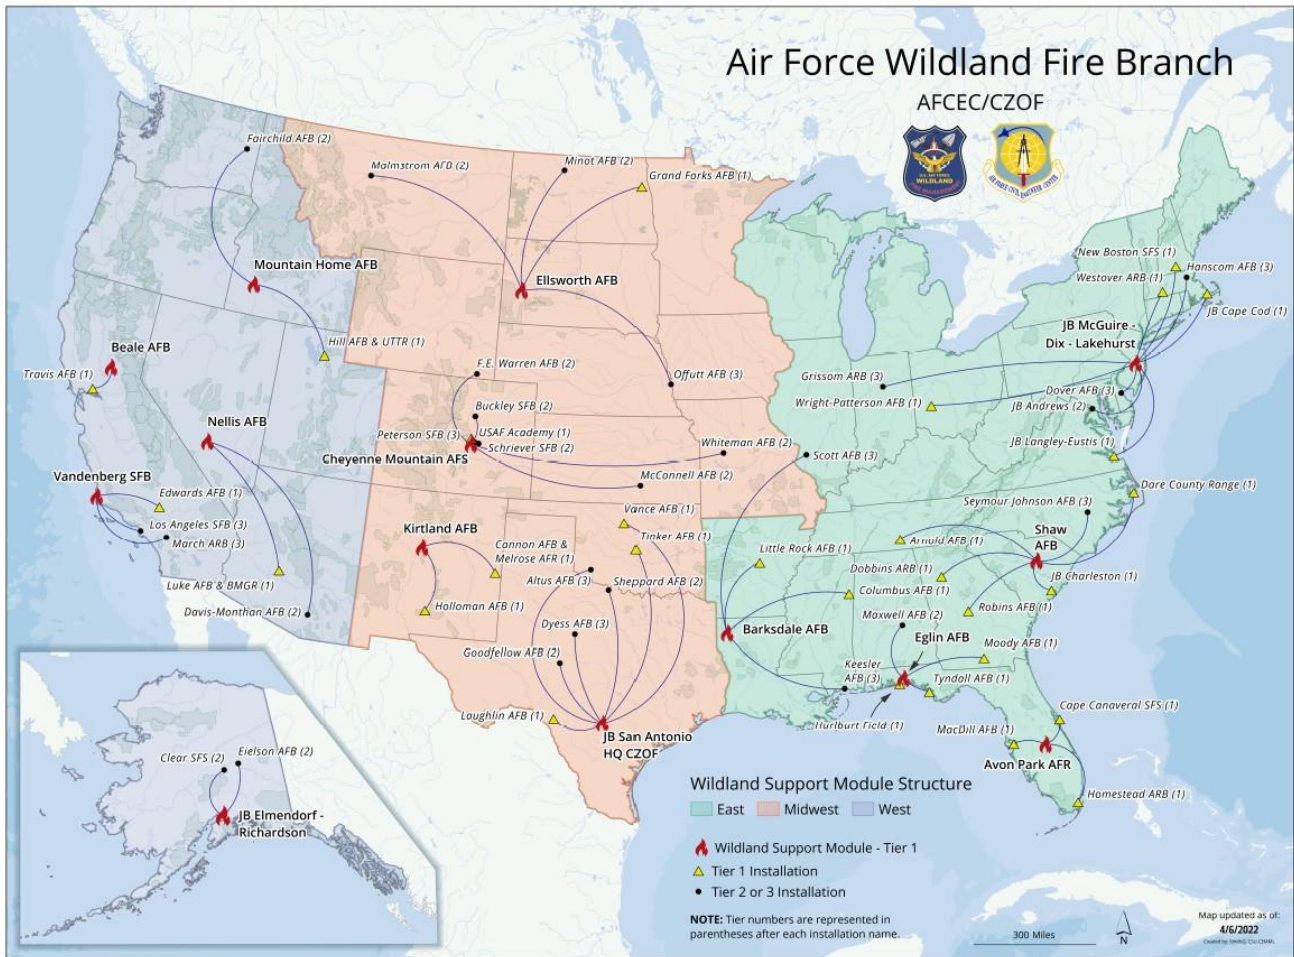 Air Force Wildland Fire Branch
AFCEC/CZOF
U.S. AIR FORCE
WILDLAND
FIRE MANAGEMENT
AIR FORCE CIVIL ENGINEER CENTER
Fairchild AFB (2)
Malmstrom AFB (2)
Minot AFB (2)
Grand Forks AFB (1)
Mountain Home AFB
Ellsworth AFB
Hill AFB & UTTR (1)
Beale AFB
Travis AFB (1)
Nellis AFB
Vandenberg SFB
Edwards AFB (1)
Los Angeles SFB (3)
March ARB (3)
Luke AFB & BMGR (1)
Davis-Monthan AFB (2)
F.E. Warren AFB (2)
Buckley SFB (2)
Peterson SFB (3)
USAF Academy (1)
Schriever SFB (2)
Cheyenne Mountain AFS
Offutt AFB (3)
Whiteman AFB (2)
McConnell AFB (2)
Kirtland AFB
Cannon AFB &
Melrose AFR (1)
Holloman AFB (1)
Vance AFB (1)
Tinker AFB (1)
Altus AFB (3)
Sheppard AFB (2)
Dyess AFB (3)
Goodfellow AFB (2)
Laughlin AFB (1)
JB San Antonio
HQ CZOF
New Boston SFS (1)
Hanscom AFB (3)
Westover ARB (1)
JB Cape Cod (1)
JB McGuire -
Dix - Lakehurst
Grissom ARB (3)
Wright-Patterson AFB (1)
Dover AFB (3)
JB Andrews (2)
JB Langley-Eustis (1)
Scott AFB (3)
Dare County Range (1)
Seymour Johnson AFB (3)
Shaw
AFB
Arnold AFB (1)
Little Rock AFB (1)
Dobbins ARB (1)
JB Charleston (1)
Columbus AFB (1)
Robins AFB (1)
Maxwell AFB (2)
Barksdale AFB
Eglin AFB
Moody AFB (1)
Keesler
AFB (3)
Tyndall AFB (1)
Hurlburt Field (1)
Cape Canaveral SFS (1)
MacDill AFB (1)
Avon Park AFR
Homestead ARB (1)
Clear SFS (2)
Eielson AFB (2)
JB Elmendorf -
Richardson
Wildland Support Module Structure
East
Midwest
West
Wildland Support Module - Tier 1
Tier 1 Installation
Tier 2 or 3 Installation
NOTE: Tier numbers are represented in
parentheses after each installation name.
300 Miles
N
Map updated as of:
4/6/2022